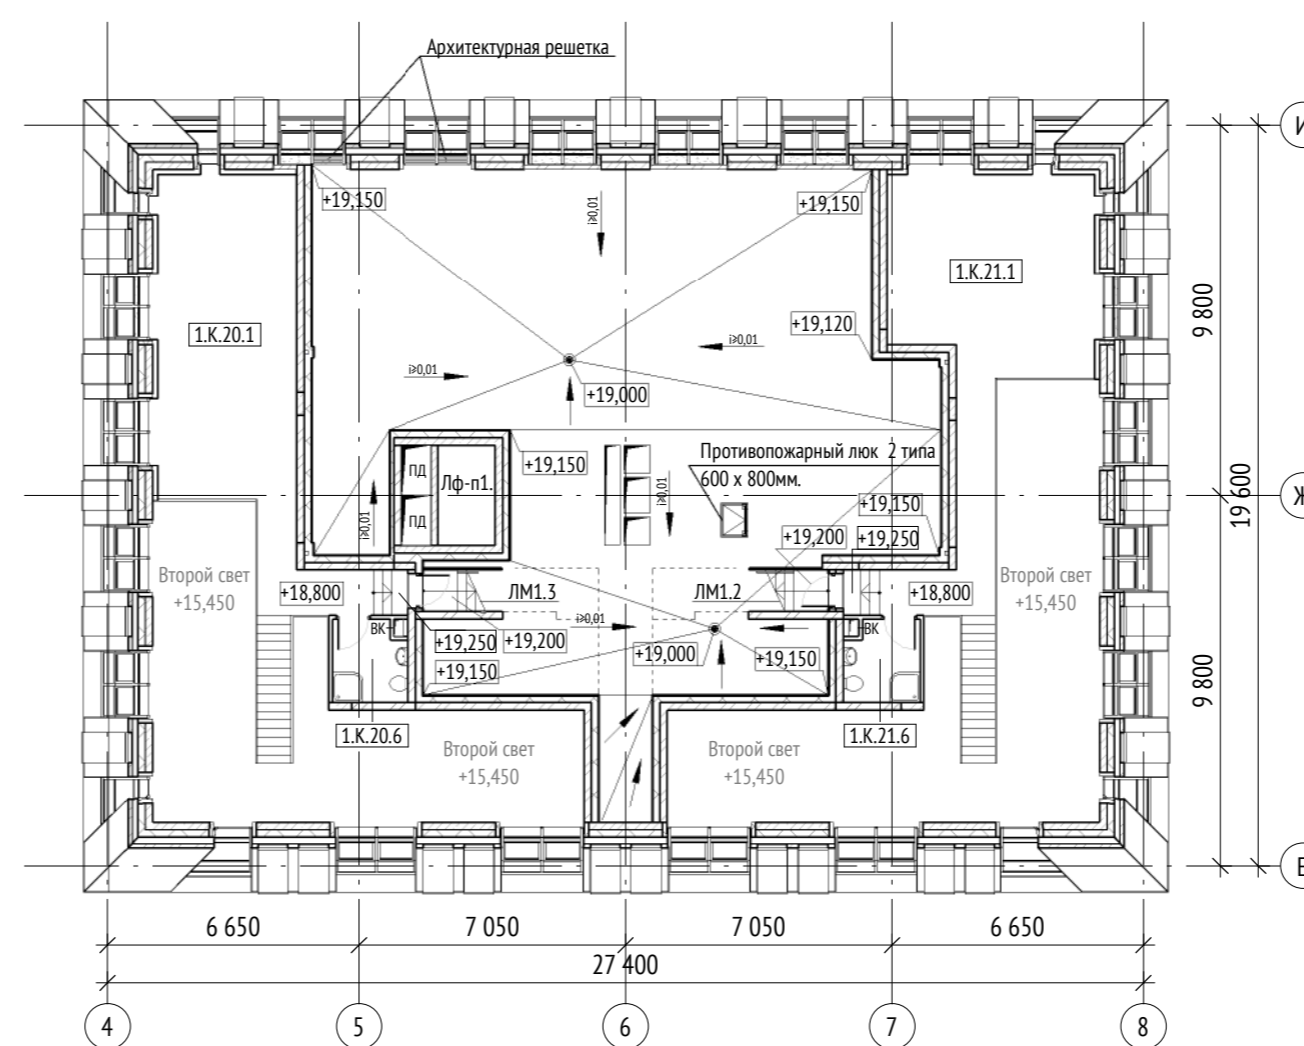 Архитектурная решетка
И
+19,150
i≥0,01
+19,150
1.К.21.1
9 800
1.К.20.1
+19,120
i≥0,01
i≥0,01
+19,000
Противопожарный люк 2 типа
600 x 800мм.
+19,150
ПД
Лф-п1.
ПД
i≥0,01
i≥0,01
19 600
+19,150
+19,200
+19,250
Второй свет
+15,450
+18,800
ЛМ1.3
ЛМ1.2
+18,800
Второй свет
+15,450
ВК
i≥0,01
ВК
+19,250
+19,200
+19,000
+19,150
+19,150
9 800
1.К.20.6
1.К.21.6
Второй свет
+15,450
Второй свет
+15,450
6 650
7 050
7 050
6 650
27 400
4
5
6
7
8